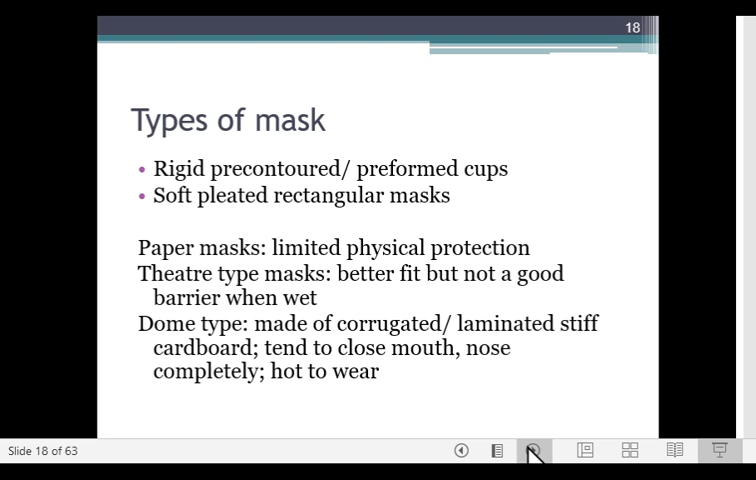 18
Types of mask
• Rigid precontoured/ preformed cups
• Soft pleated rectangular masks
Paper masks: limited physical protection
Theatre type masks: better fit but not a good
barrier when wet
Dome type: made of corrugated/ laminated stiff
cardboard; tend to close mouth, nose
completely; hot to wear
Slide 18 of 63